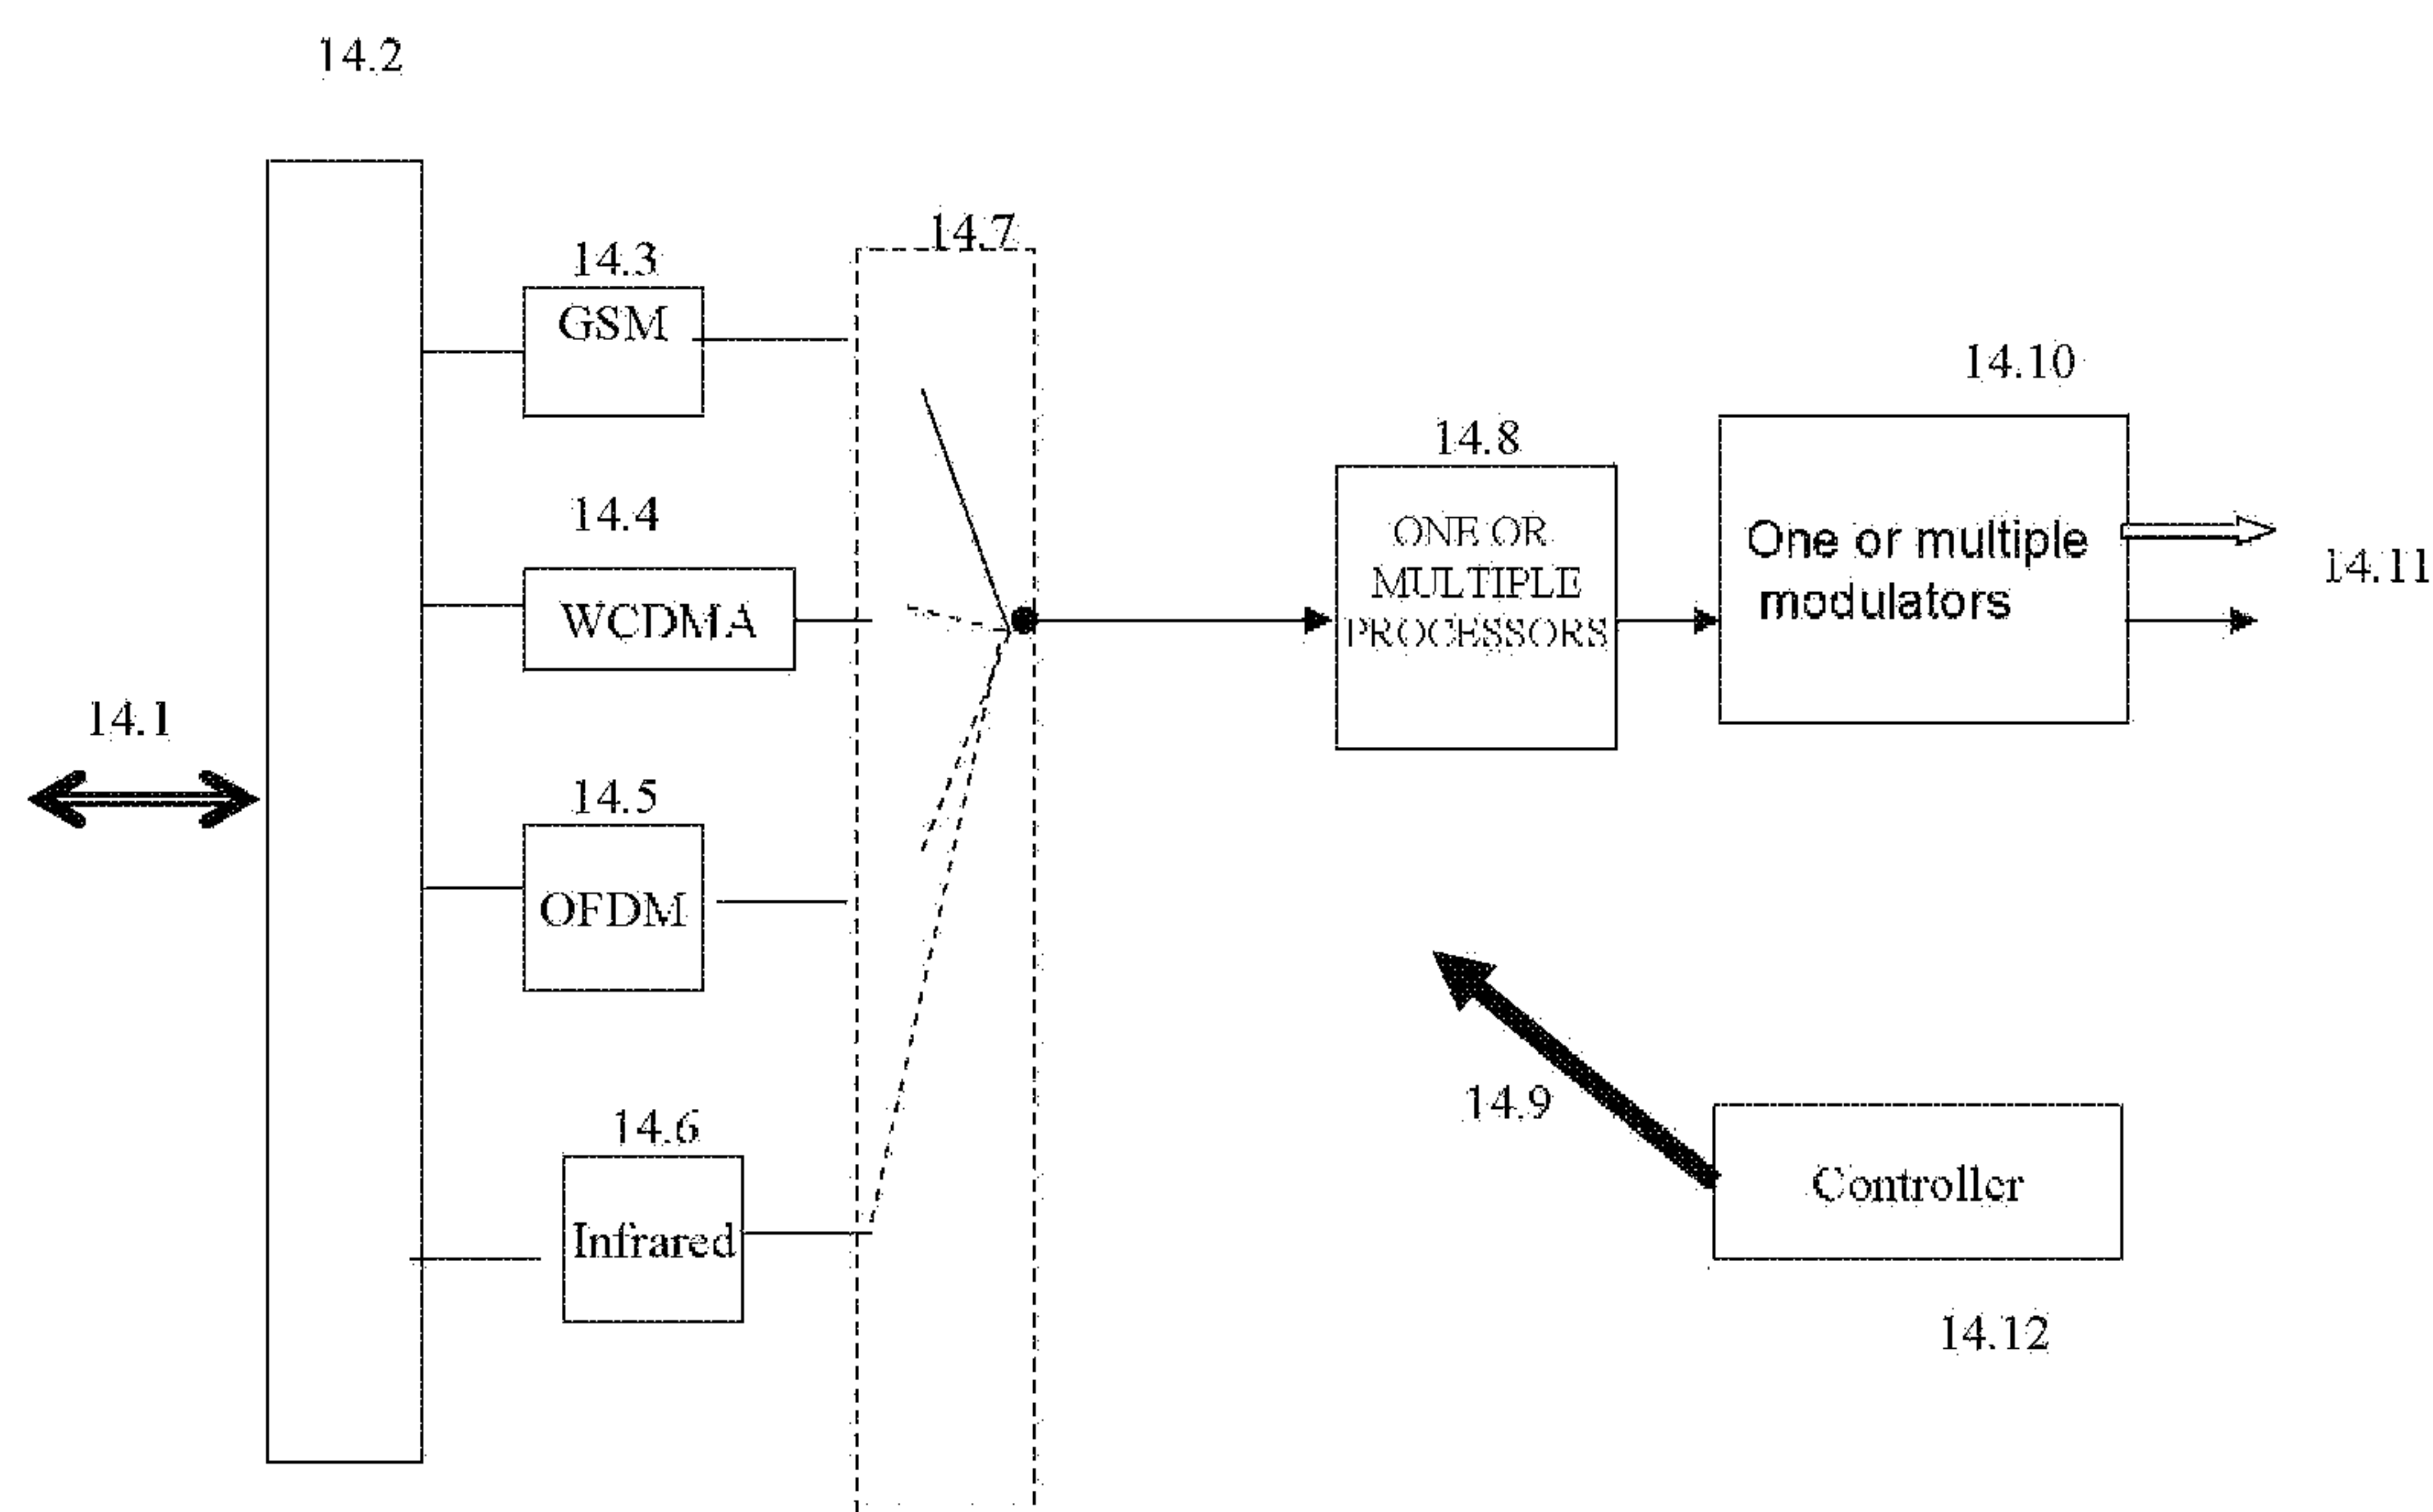 14.2
14.7
14.3
GSM
14.10
14.8
14.4
ONE OR
MULTIPLE
PROCESSORS
One or multiple
modulators
14.11
WCDMA
14.1
14.5
OFDM
14.9
14.6
Infrared
Controller
14.12